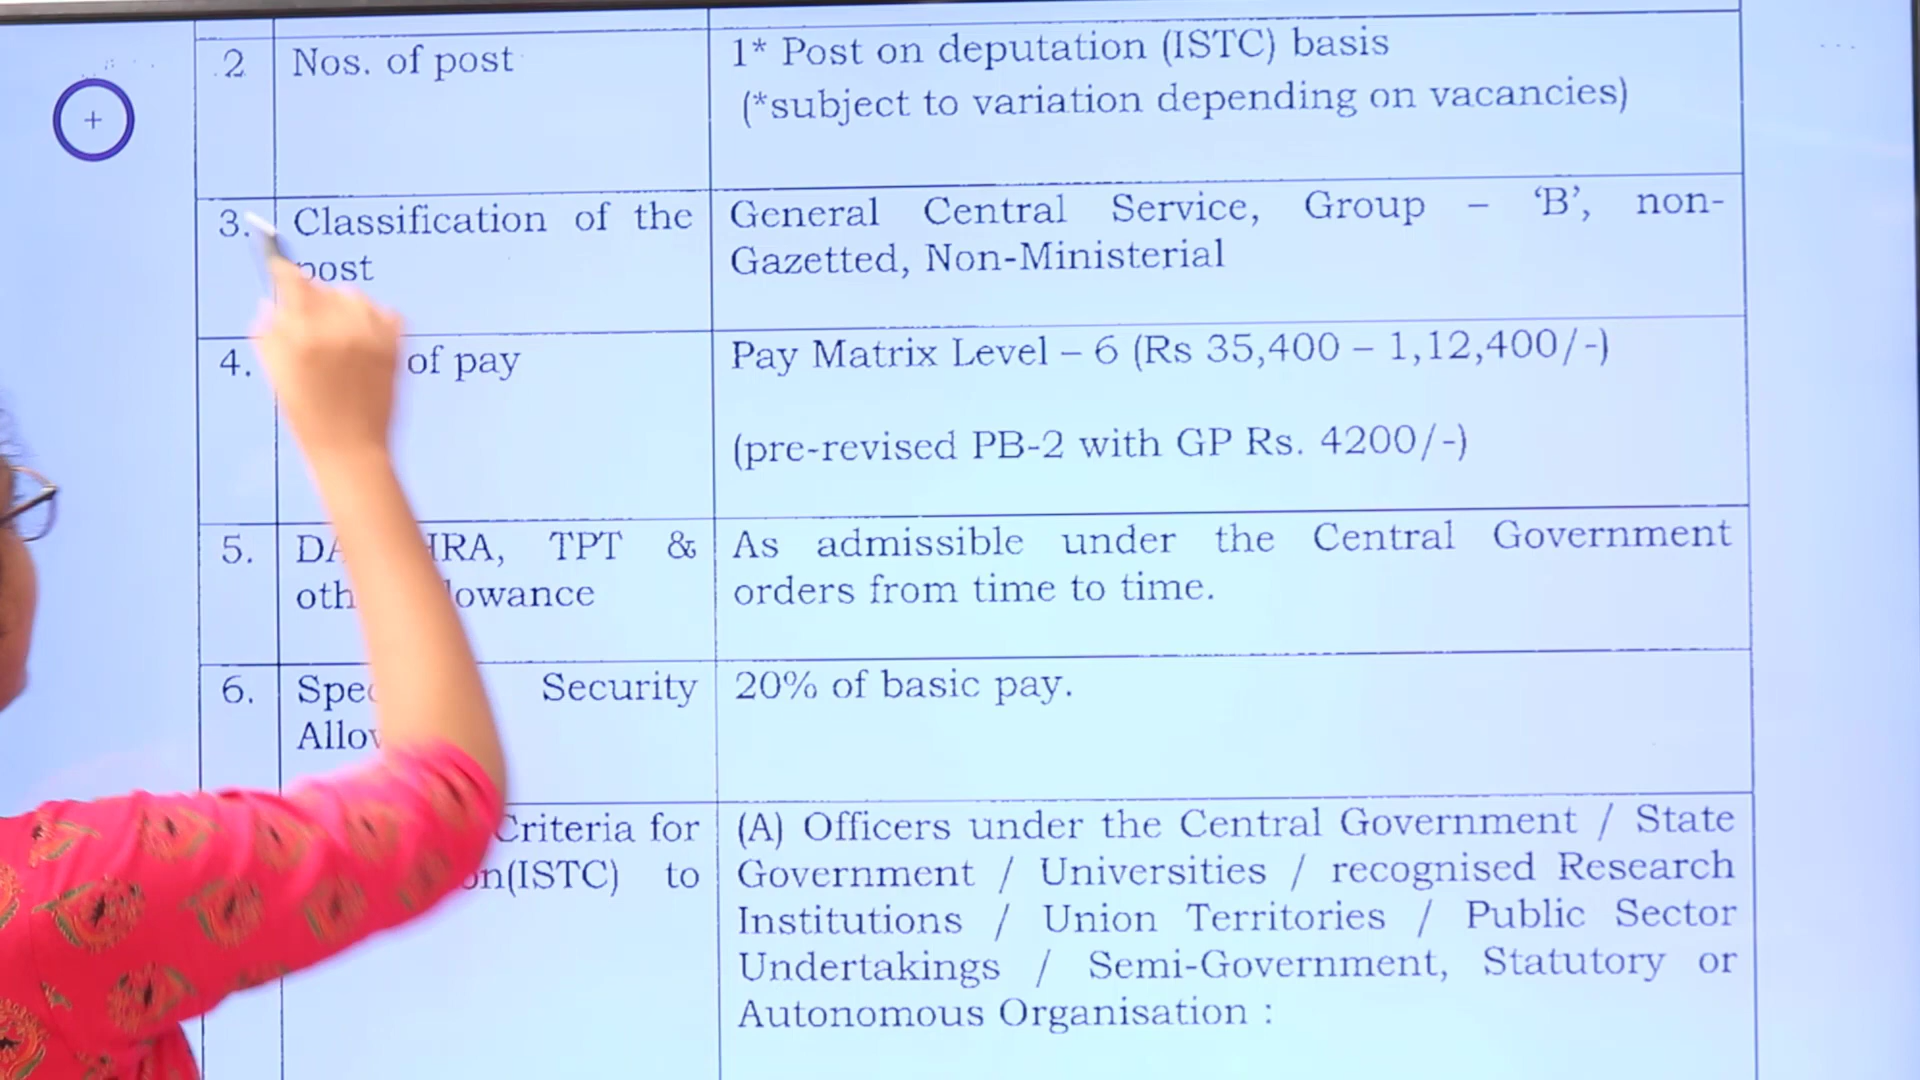 2 Nos. of post
1* Post on deputation (ISTC) basis
(*subject to variation depending on vacancies)
3. Classification of the
post
General Central Service, Group – ‘B’, non-
Gazetted, Non-Ministerial
4. of pay
Pay Matrix Level – 6 (Rs 35,400 – 1,12,400/-)
(pre-revised PB-2 with GP Rs. 4200/-)
5. TPT &
As admissible under the Central Government
orders from time to time.
6. Security
20% of basic pay.
Criteria for
to
(A) Officers under the Central Government / State
Government / Universities / recognised Research
Institutions / Union Territories / Public Sector
Undertakings / Semi-Government, Statutory or
Autonomous Organisation :